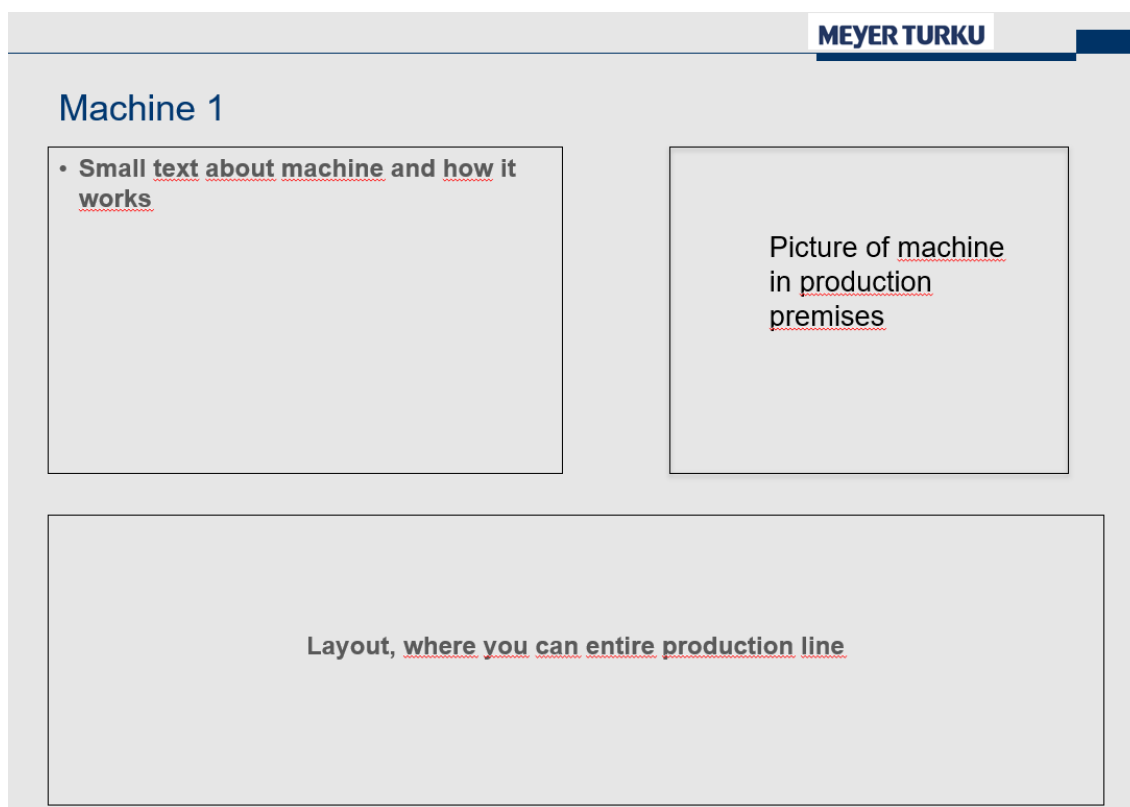 MEYER TURKU
Machine 1
• Small text about machine and how it
works
Picture of machine
in production
premises
Layout, where you can entire production line